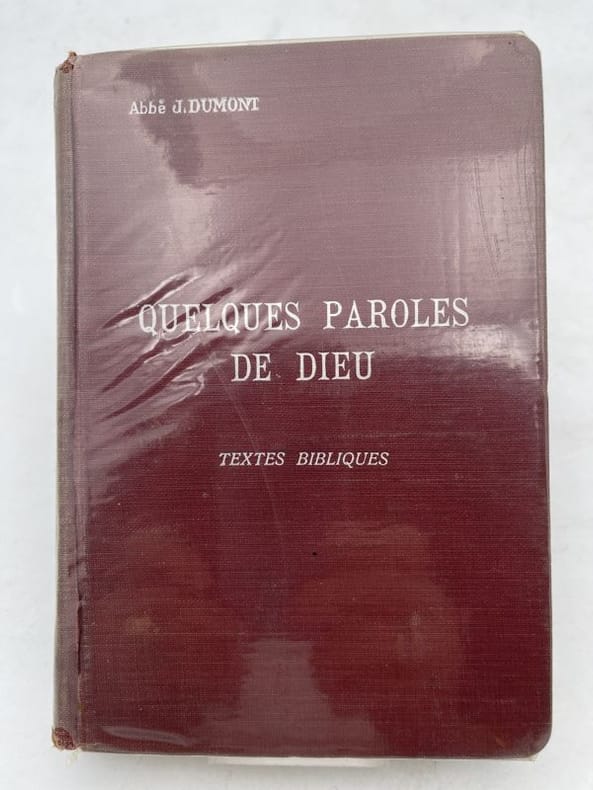 Abbé J. DUMONT
QUELQUES PAROLES
DE DIEU
TEXTES BIBLIQUES